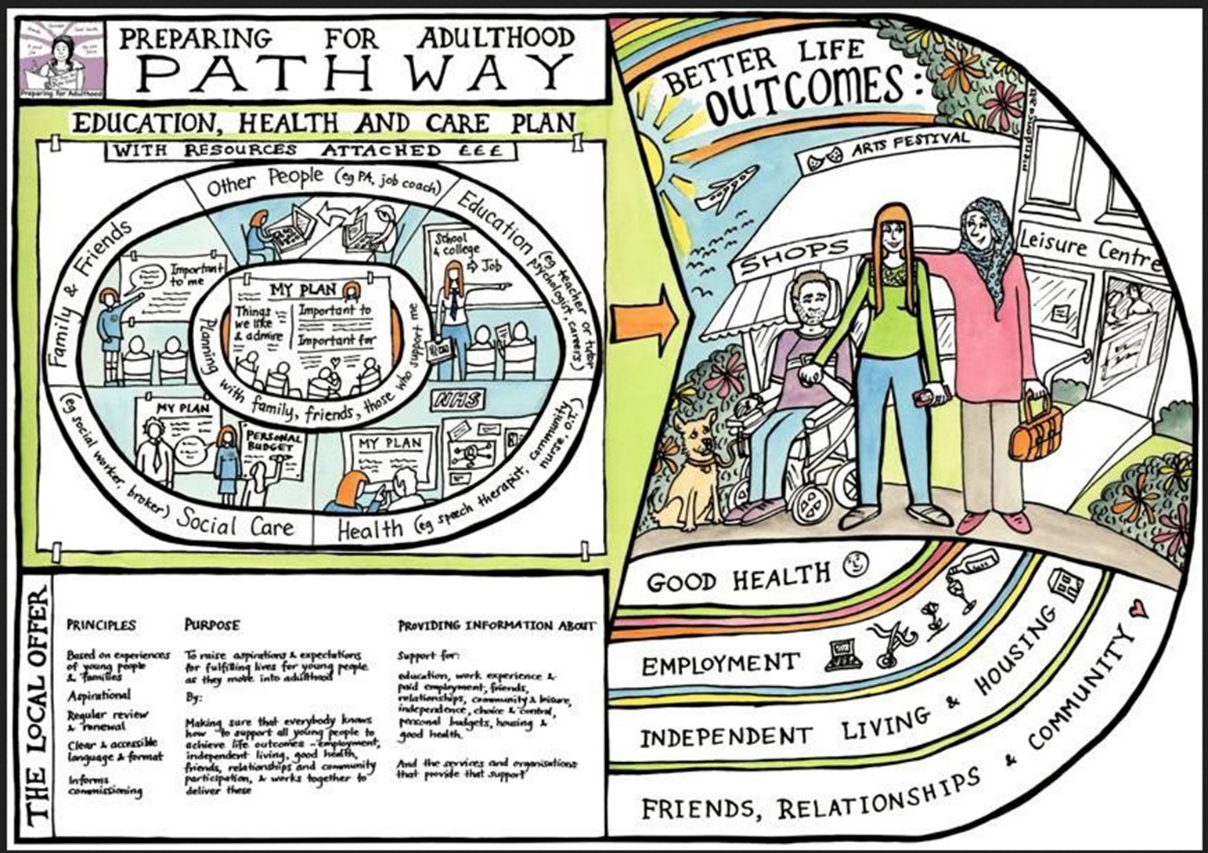 Preparing for Adulthood
PREPARING FOR ADULTHOOD
PATHWAY
EDUCATION, HEALTH AND CARE PLAN
WITH RESOURCES ATTACHED £££
Other People (eg PA, job coach)
Education (eg teacher or tutor
psychologist, careers)
Family & Friends
Important
to me
School
& college
⇨ Job
MY PLAN
Things
we like
& admire
Important to
Important for
Planning with family, friends, those who support me
MY PLAN
PERSONAL
BUDGET
MY PLAN
NHS
(eg social worker, broker) Social Care
Health (eg speech therapist, community
nurse, O.T.)
THE LOCAL OFFER
PRINCIPLES
Based on experiences
of young people
& families
Aspirational
Regular review
& renewal
Clear & accessible
language & format
Informs
commissioning
PURPOSE
To raise aspirations & expectations
for fulfilling lives for young people
as they move into adulthood
By:
Making sure that everybody knows
how to support all young people to
achieve life outcomes - employment,
independent living, good health,
friends, relationships and community
participation, & works together to
deliver these
PROVIDING INFORMATION ABOUT
Support for:
education, work experience &
paid employment, friends,
relationships, community & leisure,
independence, choice & control,
personal budgets, housing &
good health.
And the services and organisations
that provide that support
BETTER LIFE
OUTCOMES:
ARTS FESTIVAL
SHOPS
Leisure Centre
GOOD HEALTH
EMPLOYMENT
INDEPENDENT LIVING & HOUSING
FRIENDS, RELATIONSHIPS & COMMUNITY